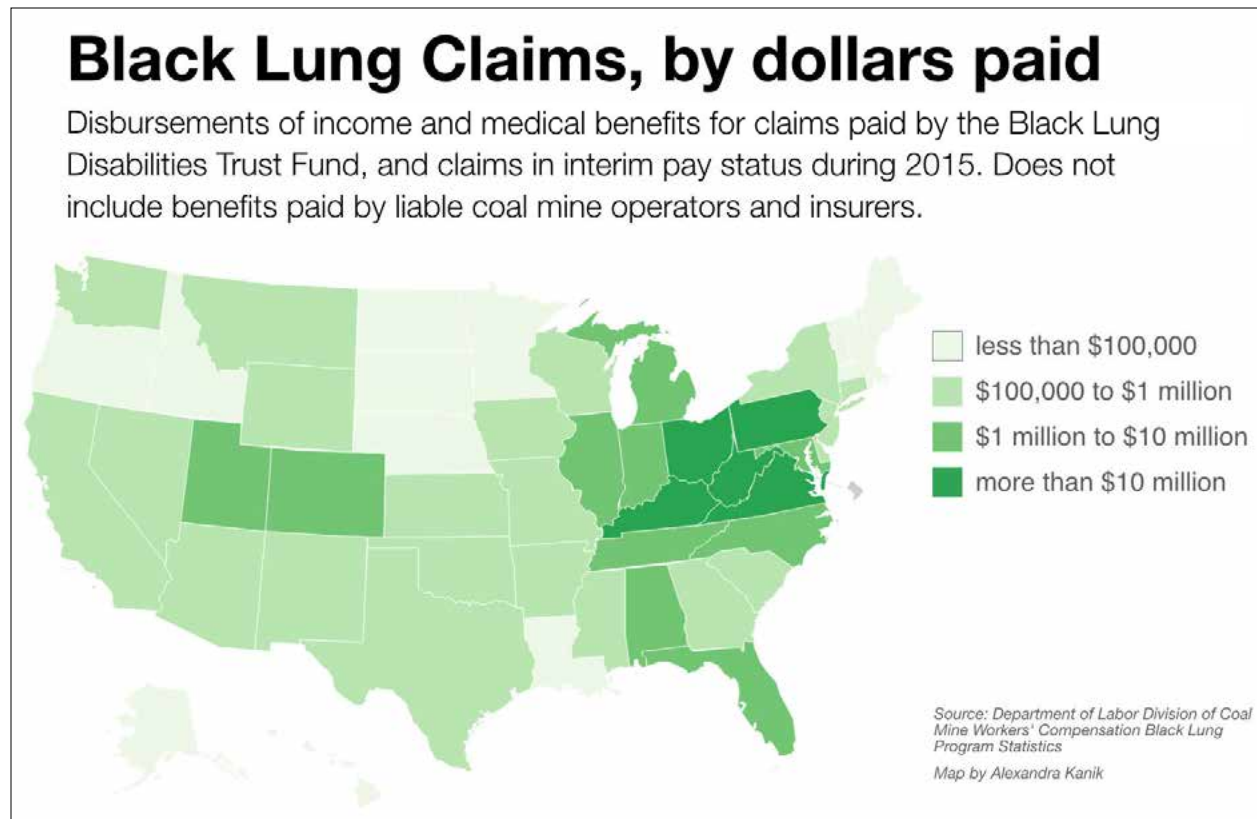 Black Lung Claims, by dollars paid
Disbursements of income and medical benefits for claims paid by the Black Lung
Disabilities Trust Fund, and claims in interim pay status during 2015. Does not
include benefits paid by liable coal mine operators and insurers.
less than $100,000
$100,000 to $1 million
$1 million to $10 million
more than $10 million
Source: Department of Labor Division of Coal
Mine Workers' Compensation Black Lung
Program Statistics
Map by Alexandra Kanik